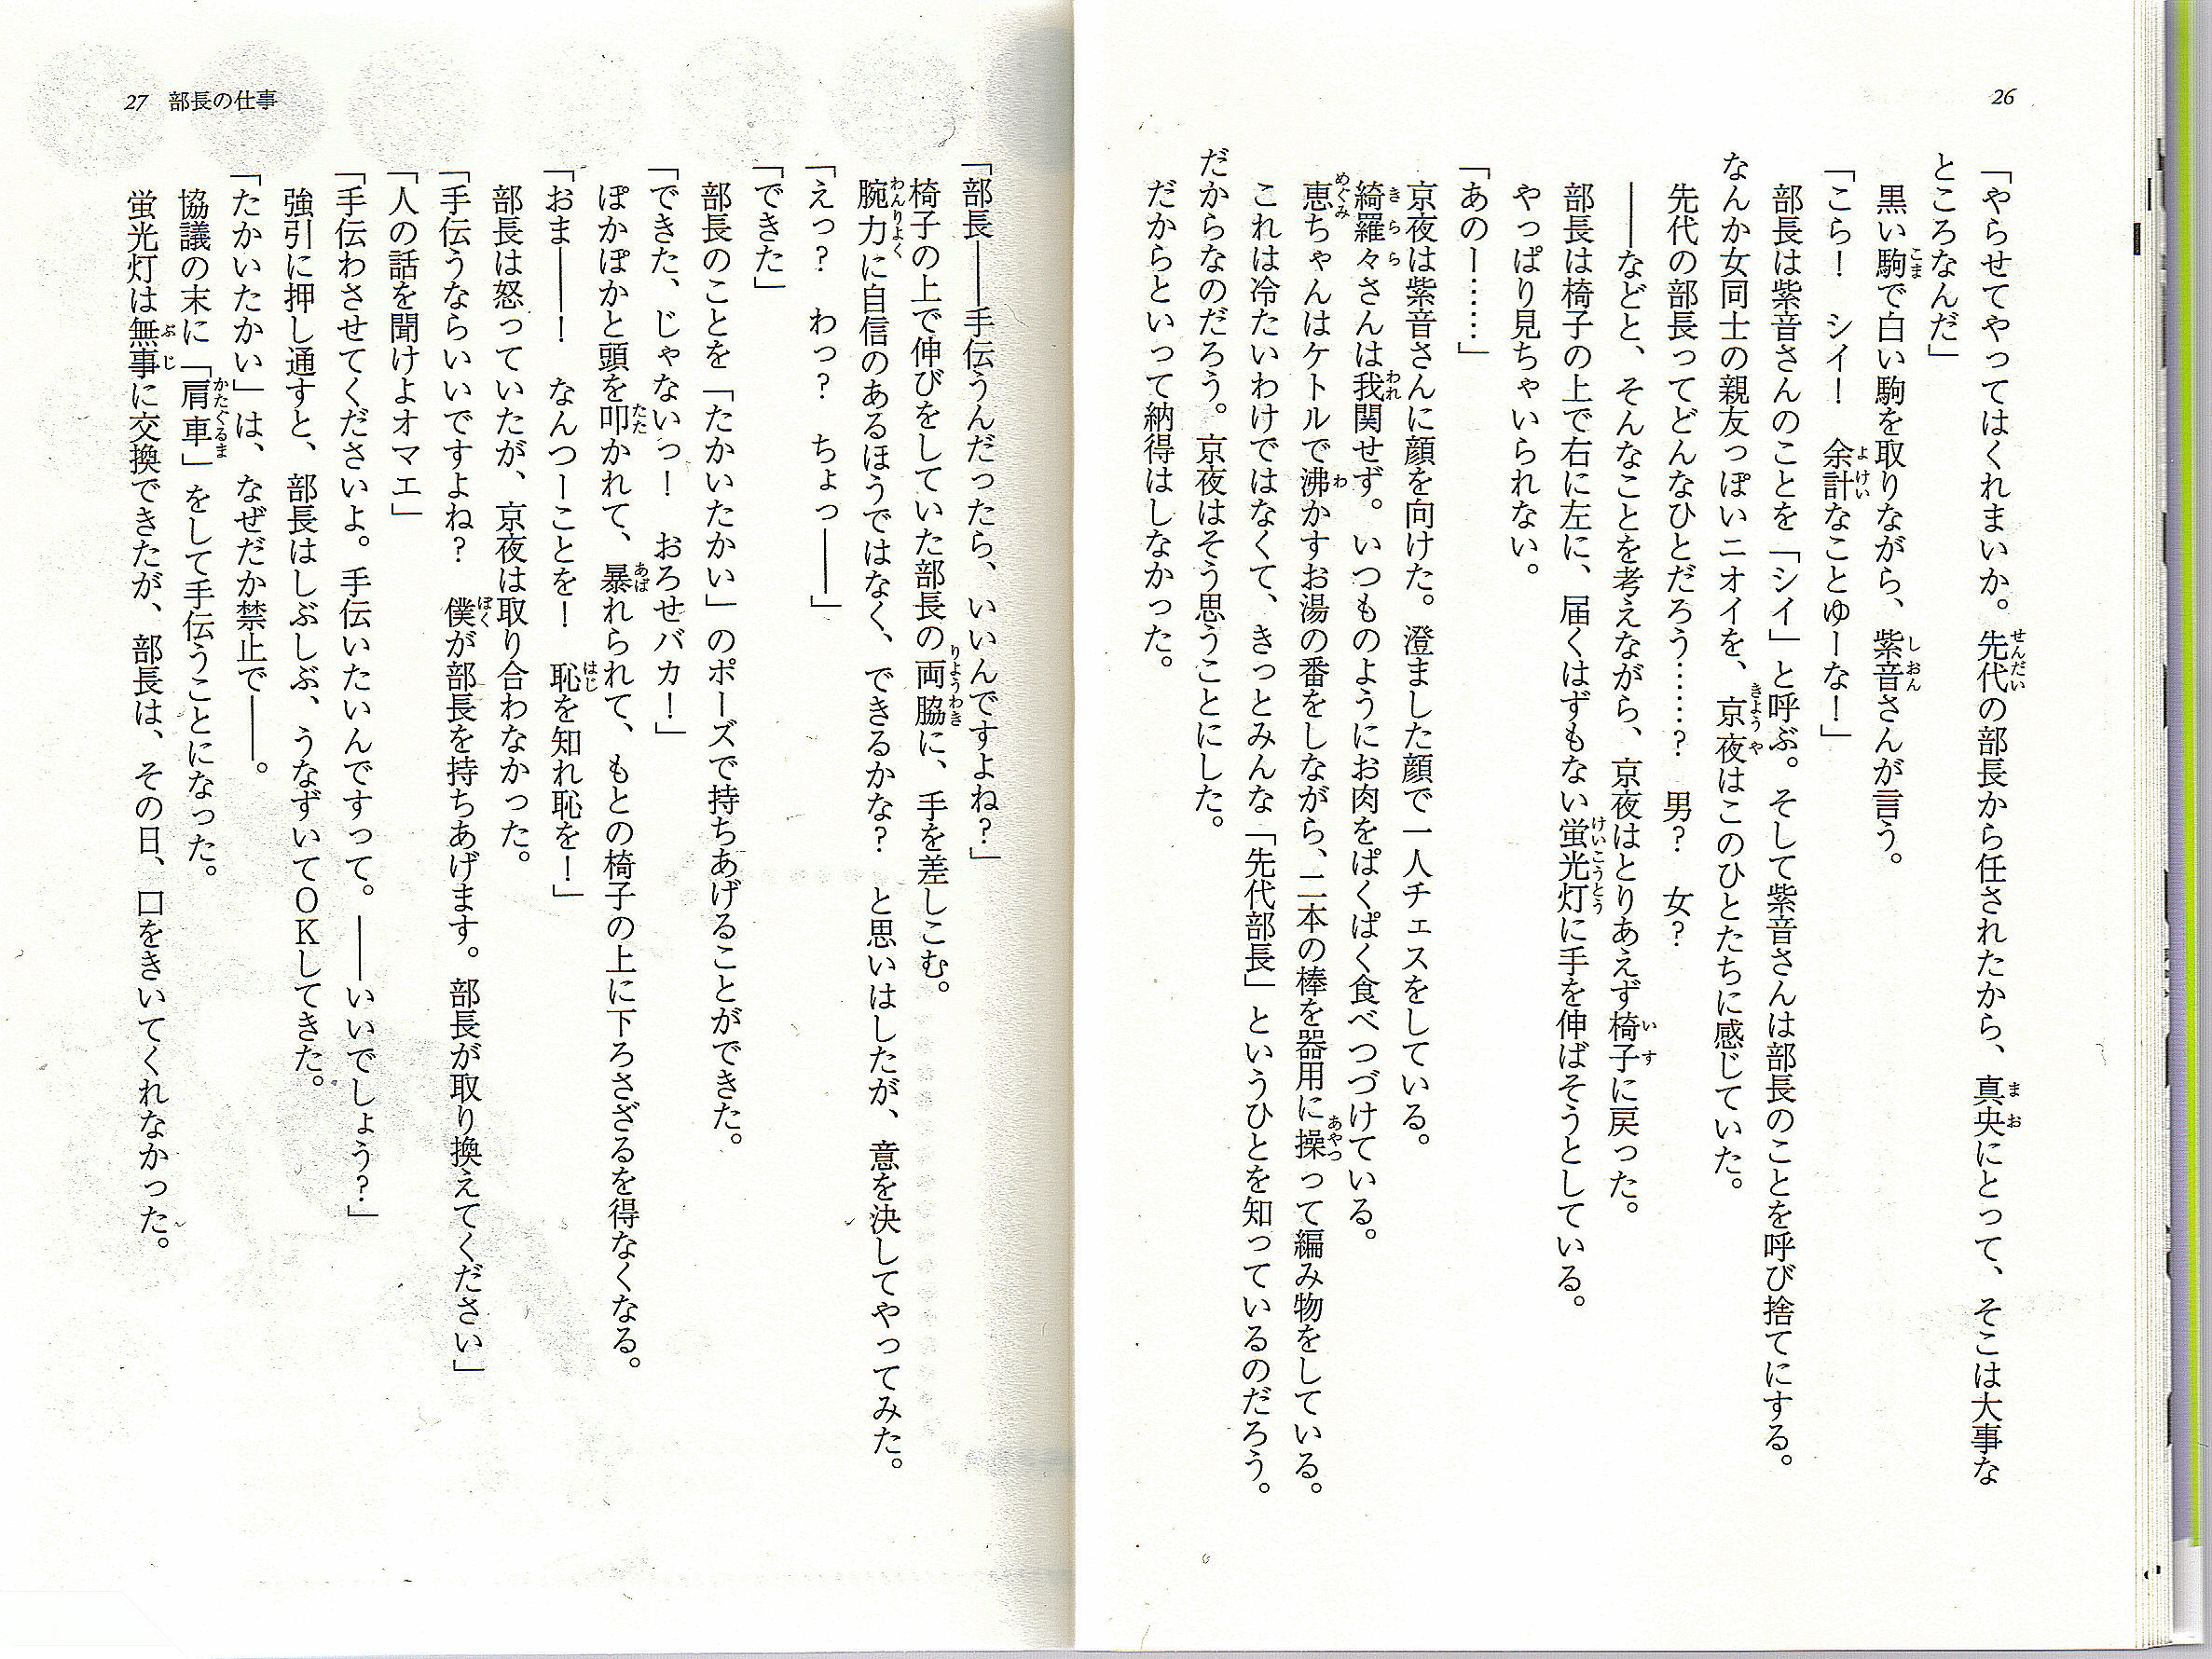 26
「やらせてやってはくれまいか。先代の部長から任されたから、真央にとって、そこは大事な
ところなんだ」
黒い駒で白い駒を取りながら、紫音さんが言う。
「こら！　シイ！　余計なことゆーな！」
部長は紫音さんのことを「シイ」と呼ぶ。そして紫音さんは部長のことを呼び捨てにする。
なんか女同士の親友っぽいニオイを、京夜はこのひとたちに感じていた。
先代の部長ってどんなひとだろう……？　男？　女？
――などと、そんなことを考えながら、京夜はとりあえず椅子に戻った。
部長は椅子の上で右に左に、届くはずもない蛍光灯に手を伸ばそうとしている。
やっぱり見ちゃいられない。
「あのー……」
京夜は紫音さんに顔を向けた。澄ました顔で一人チェスをしている。
綺羅々さんは我関せず。いつものようにお肉をぱくぱく食べつづけている。
恵ちゃんはケトルで沸かすお湯の番をしながら、二本の棒を器用に操って編み物をしている。
これは冷たいわけではなくて、きっとみんな「先代部長」というひとを知っているのだろう。
だからなのだろう。京夜はそう思うことにした。
だからといって納得はしなかった。
27　部長の仕事
「部長――手伝うんだったら、いいんですよね？」
椅子の上で伸びをしていた部長の両脇に、手を差しこむ。
腕力に自信のあるほうではなく、できるかな？　と思いはしたが、意を決してやってみた。
「えっ？　わっ？　ちょっ――」
「できた」
部長のことを「たかいたかい」のポーズで持ちあげることができた。
「できた、じゃないっ！　おろせバカ！」
ぽかぽかと頭を叩かれて、暴れられて、もとの椅子の上に下ろさざるを得なくなる。
「おま――！　なんつーことを！　恥を知れ恥を！」
部長は怒っていたが、京夜は取り合わなかった。
「手伝うならいいですよね？　僕が部長を持ちあげます。部長が取り換えてください」
「人の話を聞けよオマエ」
「手伝わさせてくださいよ。手伝いたいんですって。――いいでしょう？」
強引に押し通すと、部長はしぶしぶ、うなずいてＯＫしてきた。
「たかいたかい」は、なぜだか禁止で――。
協議の末に「肩車」をして手伝うことになった。
蛍光灯は無事に交換できたが、部長は、その日、口をきいてくれなかった。